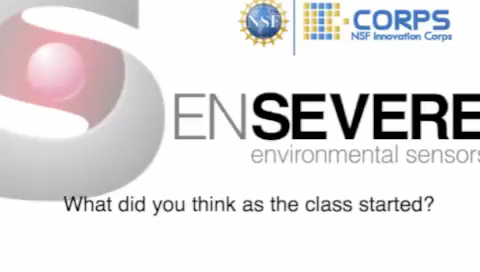 NSF
I-CORPS
NSF Innovation Corps
ENSEVERE
environmental sensors
What did you think as the class started?